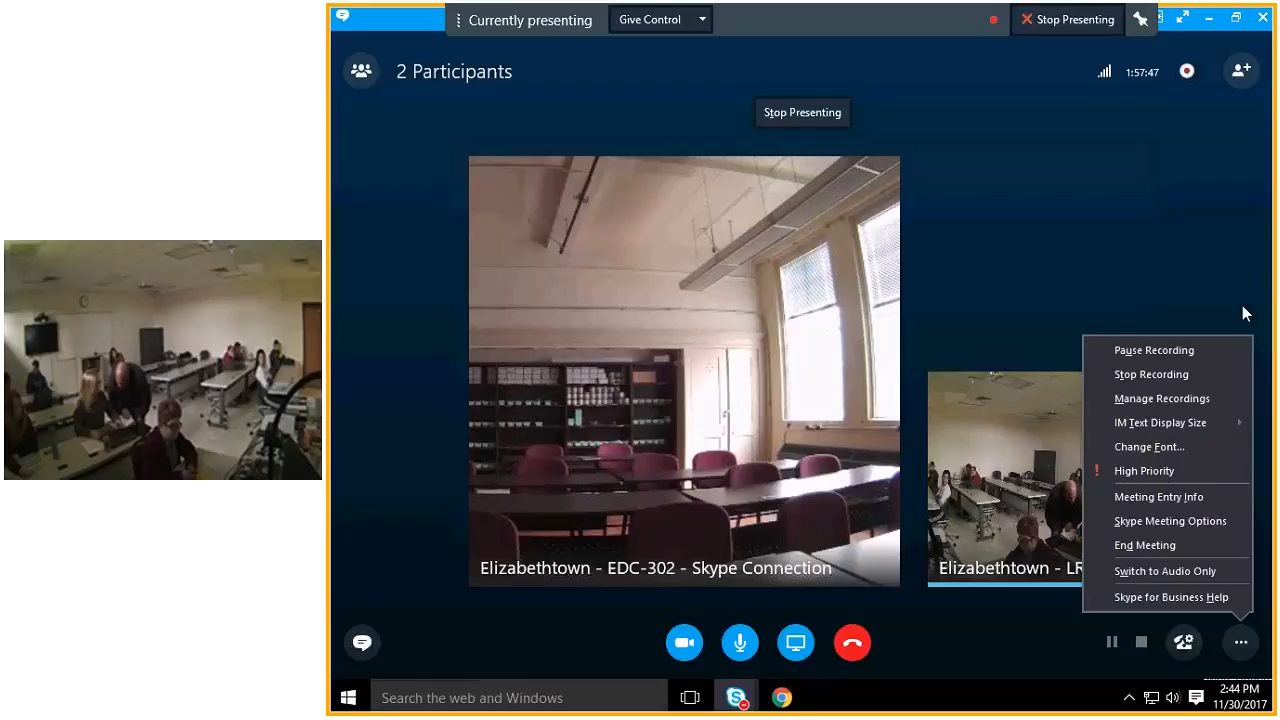 Currently presenting
Give Control
Stop Presenting
2 Participants
1:57:47
Stop Presenting
Pause Recording
Stop Recording
Manage Recordings
IM Text Display Size
Change Font...
! High Priority
Meeting Entry Info
Skype Meeting Options
End Meeting
Switch to Audio Only
Skype for Business Help
Elizabethtown - EDC-302 - Skype Connection
Elizabethtown - LR
Search the web and Windows
2:44 PM
11/30/2017